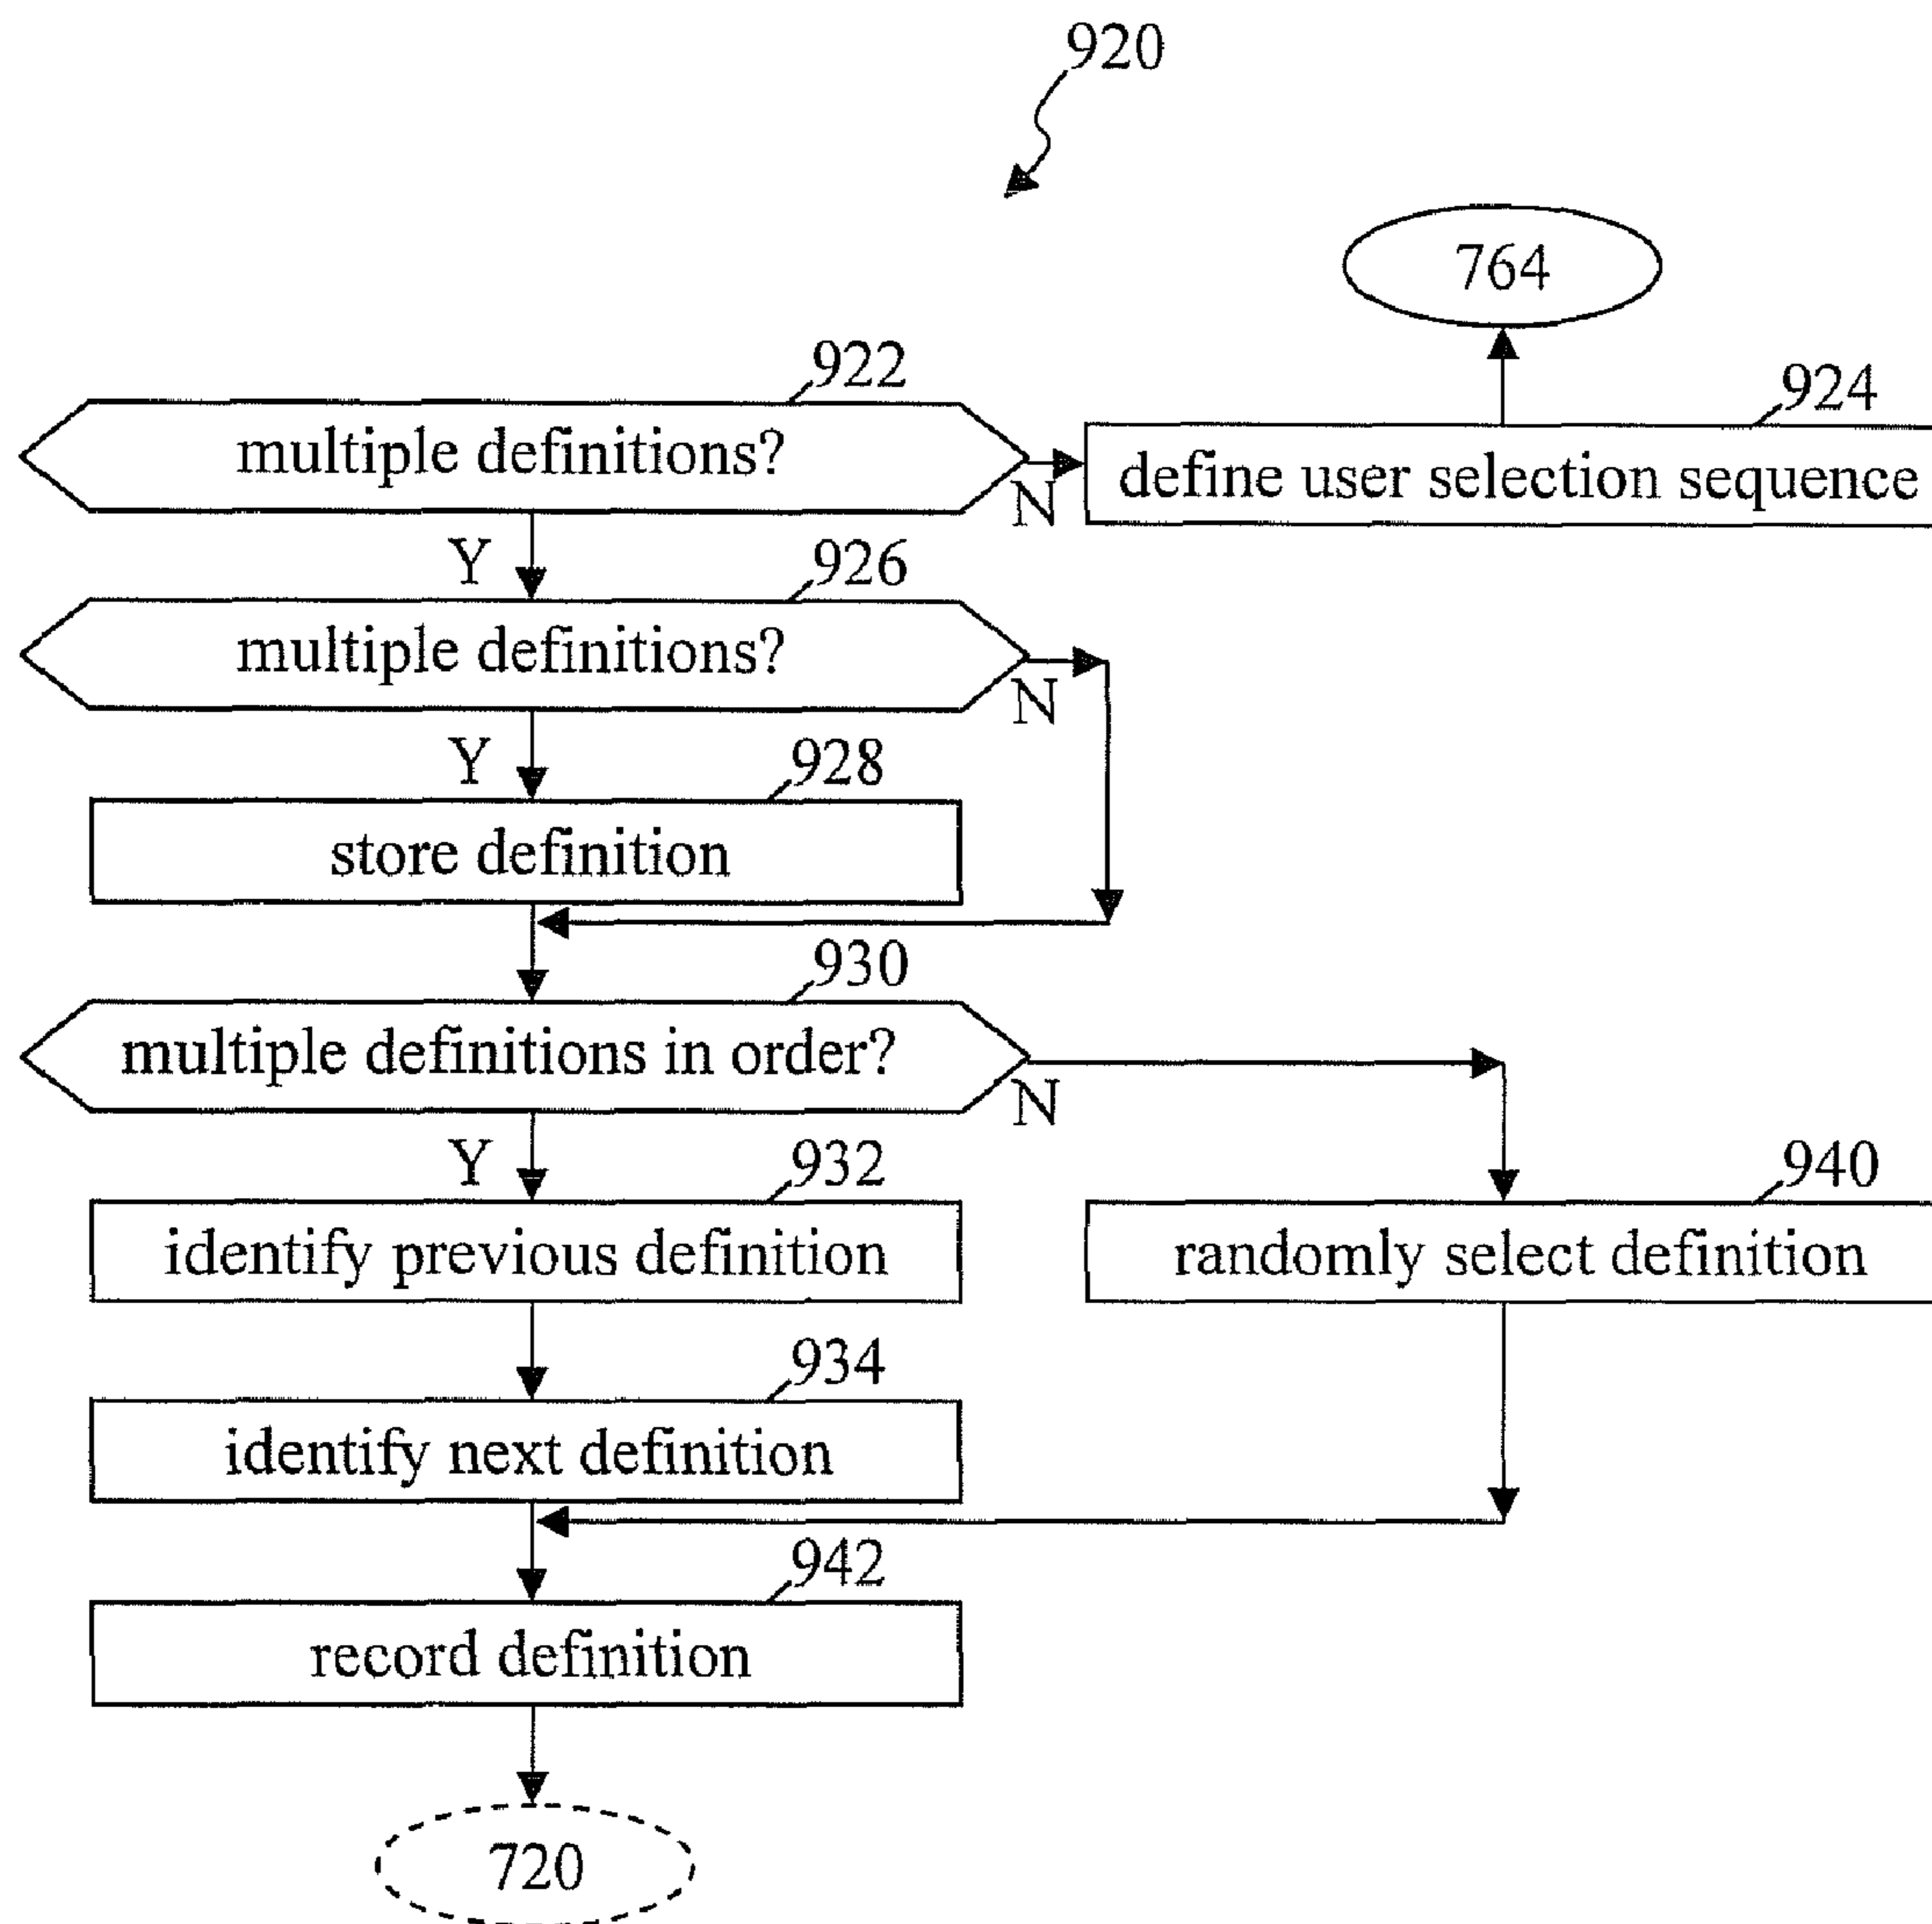 920
764
922
multiple definitions?
N
924
define user selection sequence
Y
926
multiple definitions?
N
Y
928
store definition
930
multiple definitions in order?
N
Y
932
identify previous definition
940
randomly select definition
934
identify next definition
942
record definition
720